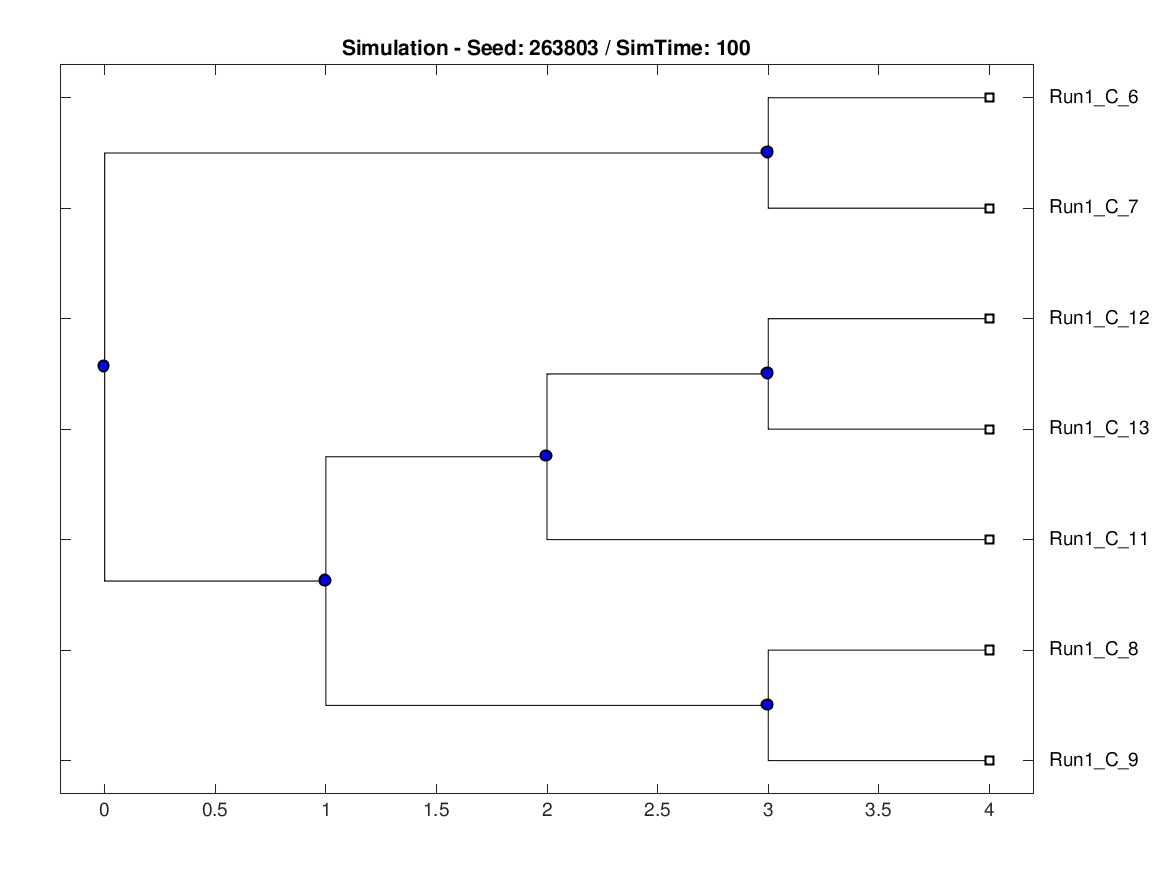 Simulation - Seed: 263803 / SimTime: 100
Run1_C_6
Run1_C_7
Run1_C_12
Run1_C_13
Run1_C_11
Run1_C_8
Run1_C_9
0 0.5 1 1.5 2 2.5 3 3.5 4